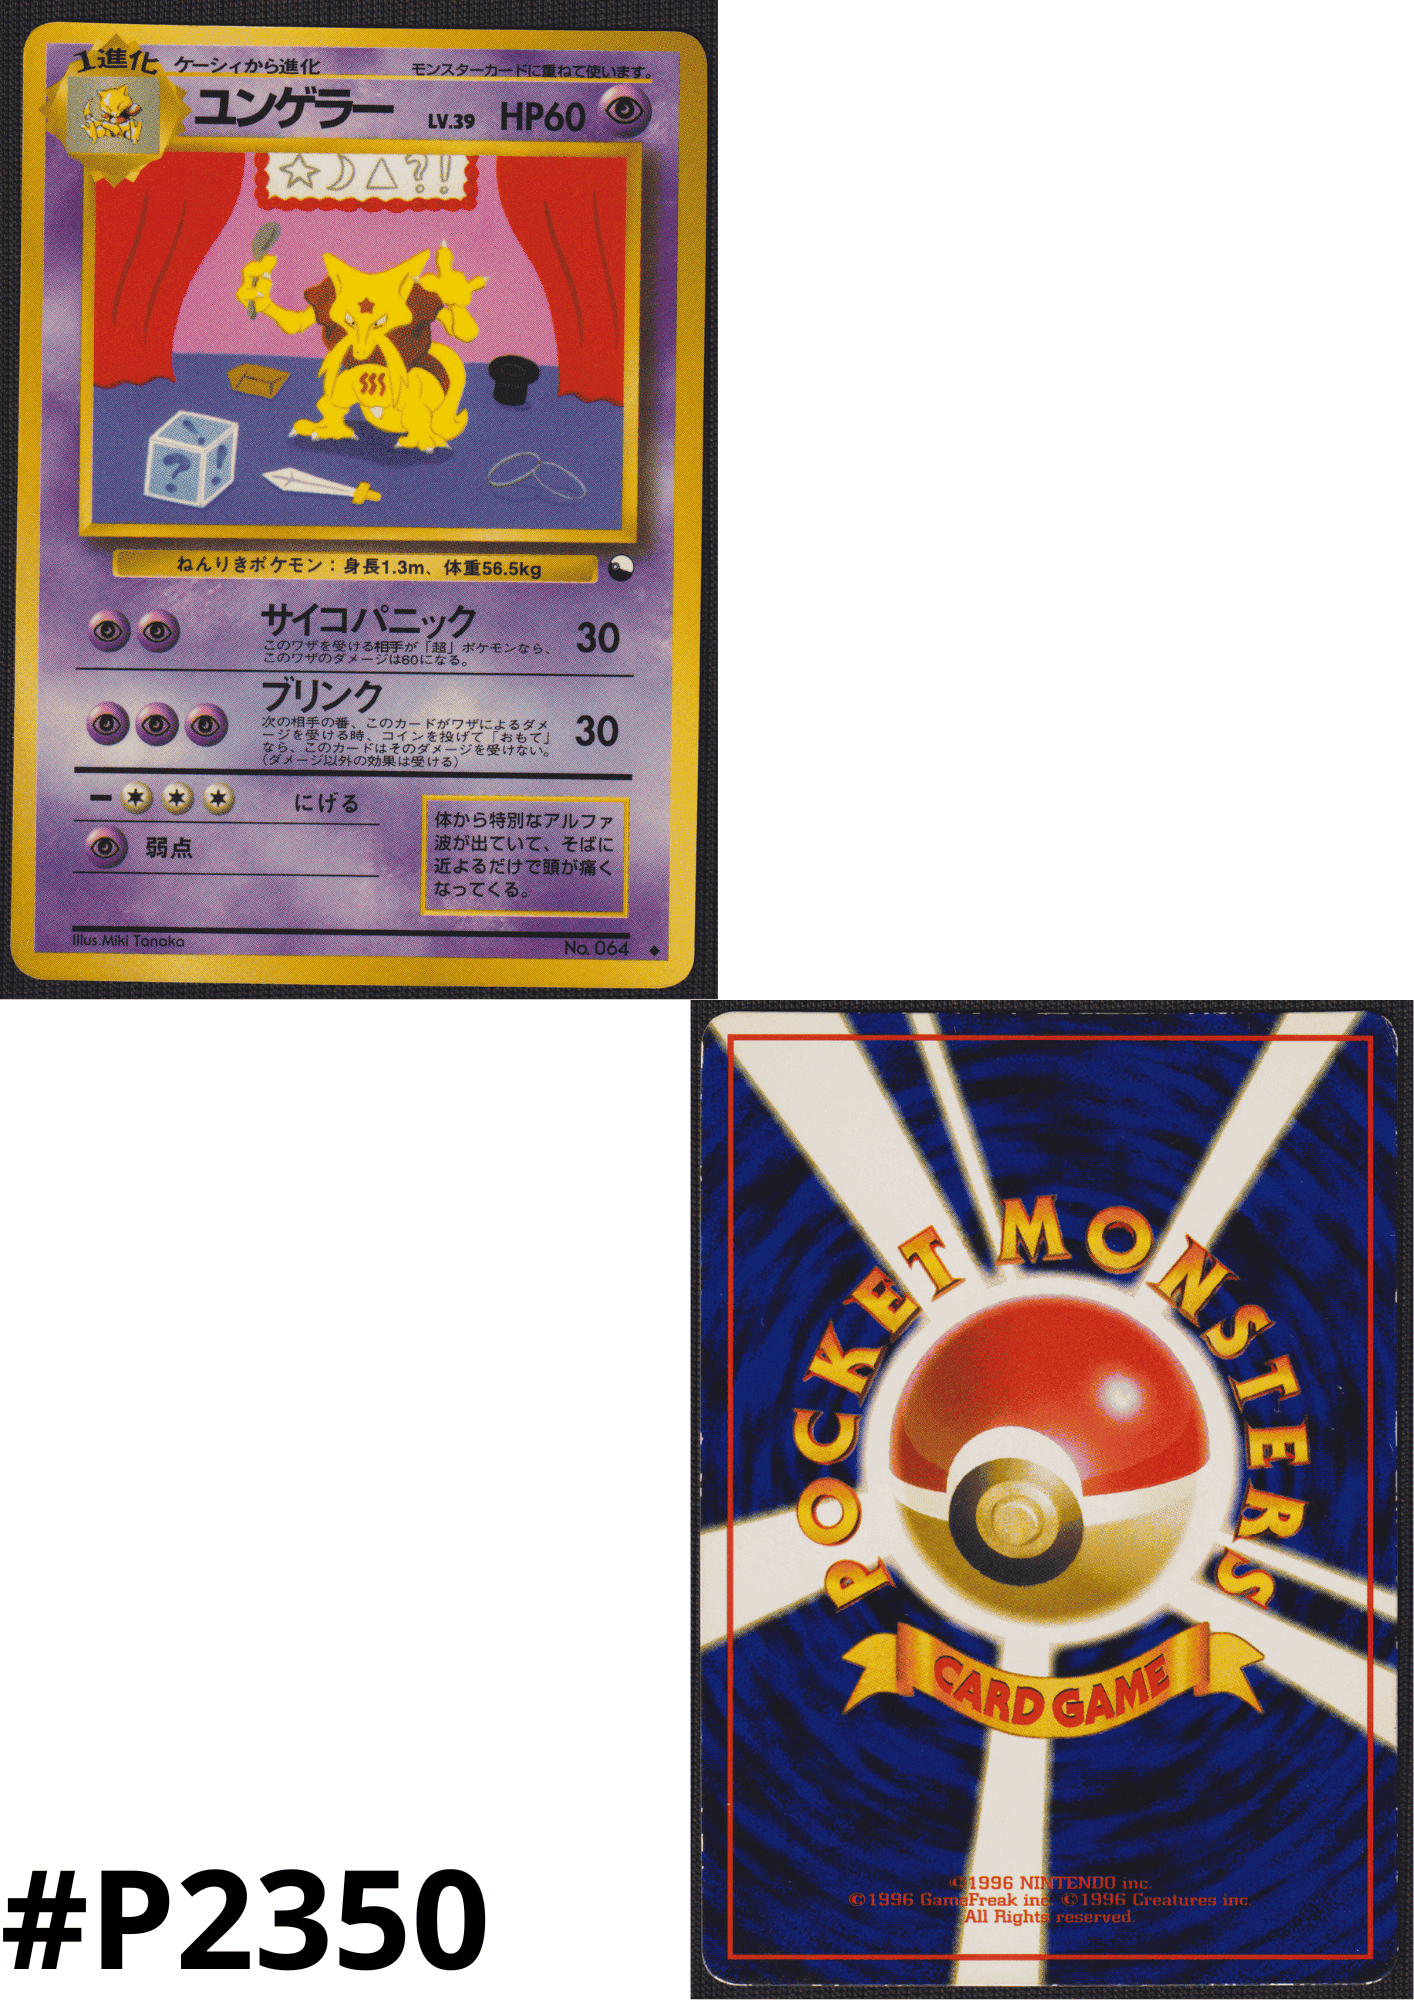 1進化
ケーシィから進化
モンスターカードに重ねて使います。
ユンゲラー LV.39 HP60
? !
? ! !
ねんりきポケモン：身長1.3m、体重56.5kg
サイコパニック 30
このワザを受ける相手が「超」ポケモンなら、
このワザのダメージは60になる。
ブリンク 30
次の相手の番、このカードがワザによるダメ
ージを受ける時、コインを投げて「おもて」
なら、このカードはそのダメージを受けない。
（ダメージ以外の効果は受ける）
ー にげる
弱点
体から特別なアルファ
波が出ていて、そばに
近よるだけで頭が痛く
なってくる。
Illus:Miki Tanaka
No. 064
POCKET MONSTERS
CARD GAME
©1996 NINTENDO inc.
©1996 GameFreak inc. ©1996 Creatures inc.
All Rights reserved.
#P2350